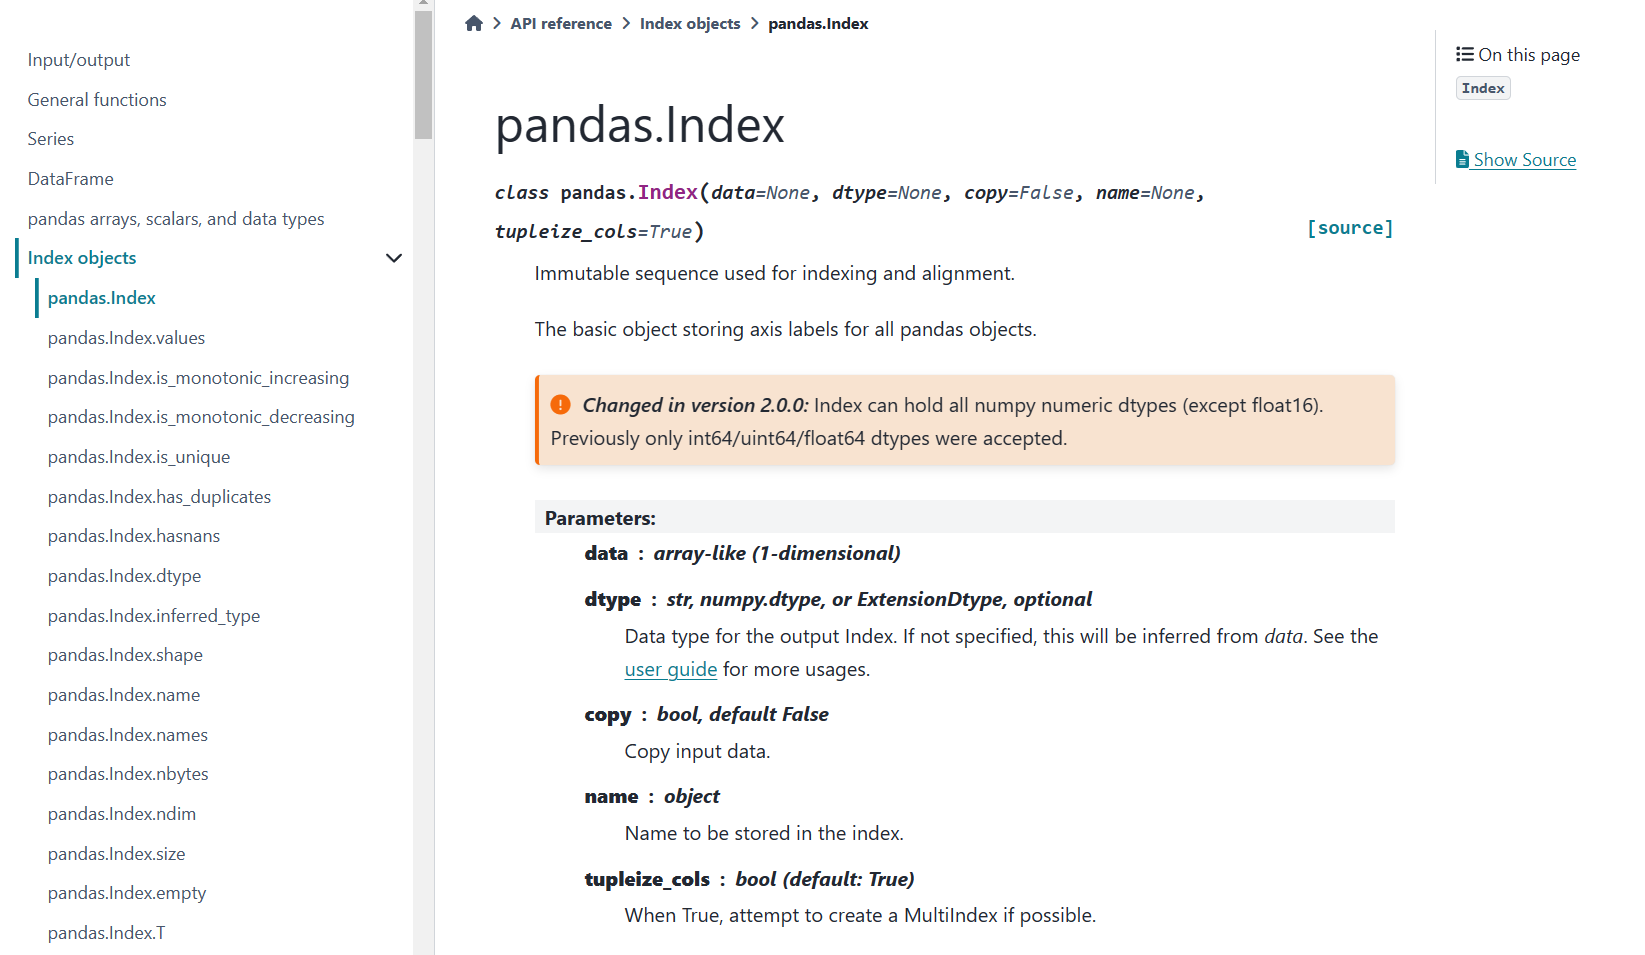 Input/output
General functions
Series
DataFrame
pandas arrays, scalars, and data types
Index objects
pandas.Index
pandas.Index.values
pandas.Index.is_monotonic_increasing
pandas.Index.is_monotonic_decreasing
pandas.Index.is_unique
pandas.Index.has_duplicates
pandas.Index.hasnans
pandas.Index.dtype
pandas.Index.inferred_type
pandas.Index.shape
pandas.Index.name
pandas.Index.names
pandas.Index.nbytes
pandas.Index.ndim
pandas.Index.size
pandas.Index.empty
pandas.Index.T
API reference > Index objects > pandas.Index
pandas.Index
class pandas.Index(data=None, dtype=None, copy=False, name=None,
tupleize_cols=True)
[source]
Immutable sequence used for indexing and alignment.
The basic object storing axis labels for all pandas objects.
Changed in version 2.0.0: Index can hold all numpy numeric dtypes (except float16).
Previously only int64/uint64/float64 dtypes were accepted.
Parameters:
data : array-like (1-dimensional)
dtype : str, numpy.dtype, or ExtensionDtype, optional
Data type for the output Index. If not specified, this will be inferred from data. See the
user guide for more usages.
copy : bool, default False
Copy input data.
name : object
Name to be stored in the index.
tupleize_cols : bool (default: True)
When True, attempt to create a MultiIndex if possible.
On this page
Index
Show Source